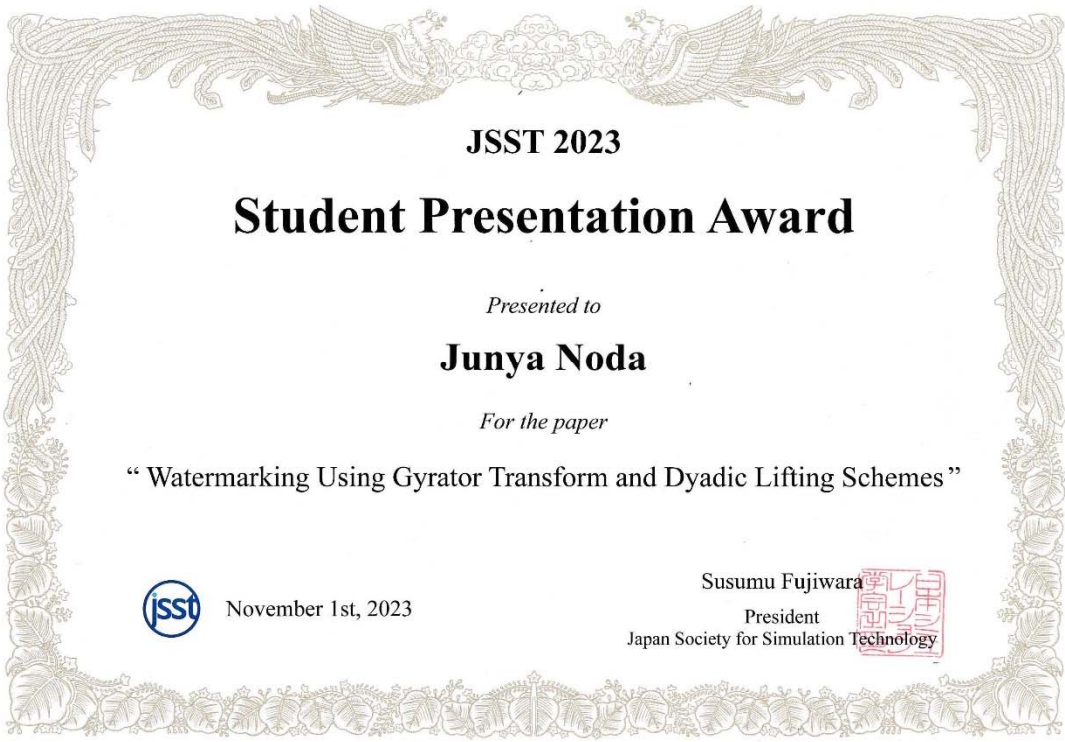 JSST 2023
Student Presentation Award
Presented to
Junya Noda
For the paper
“ Watermarking Using Gyrator Transform and Dyadic Lifting Schemes ”
jsst
November 1st, 2023
Susumu Fujiwara
President
Japan Society for Simulation Technology